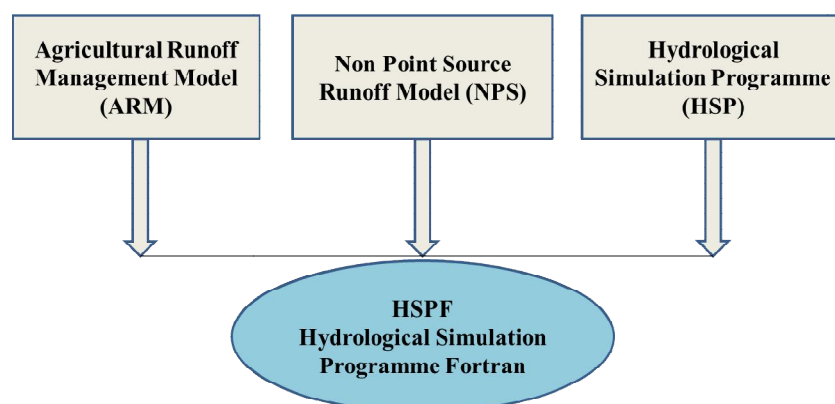 Agricultural Runoff
Management Model
(ARM)
Non Point Source
Runoff Model (NPS)
Hydrological
Simulation Programme
(HSP)
HSPF
Hydrological Simulation
Programme Fortran